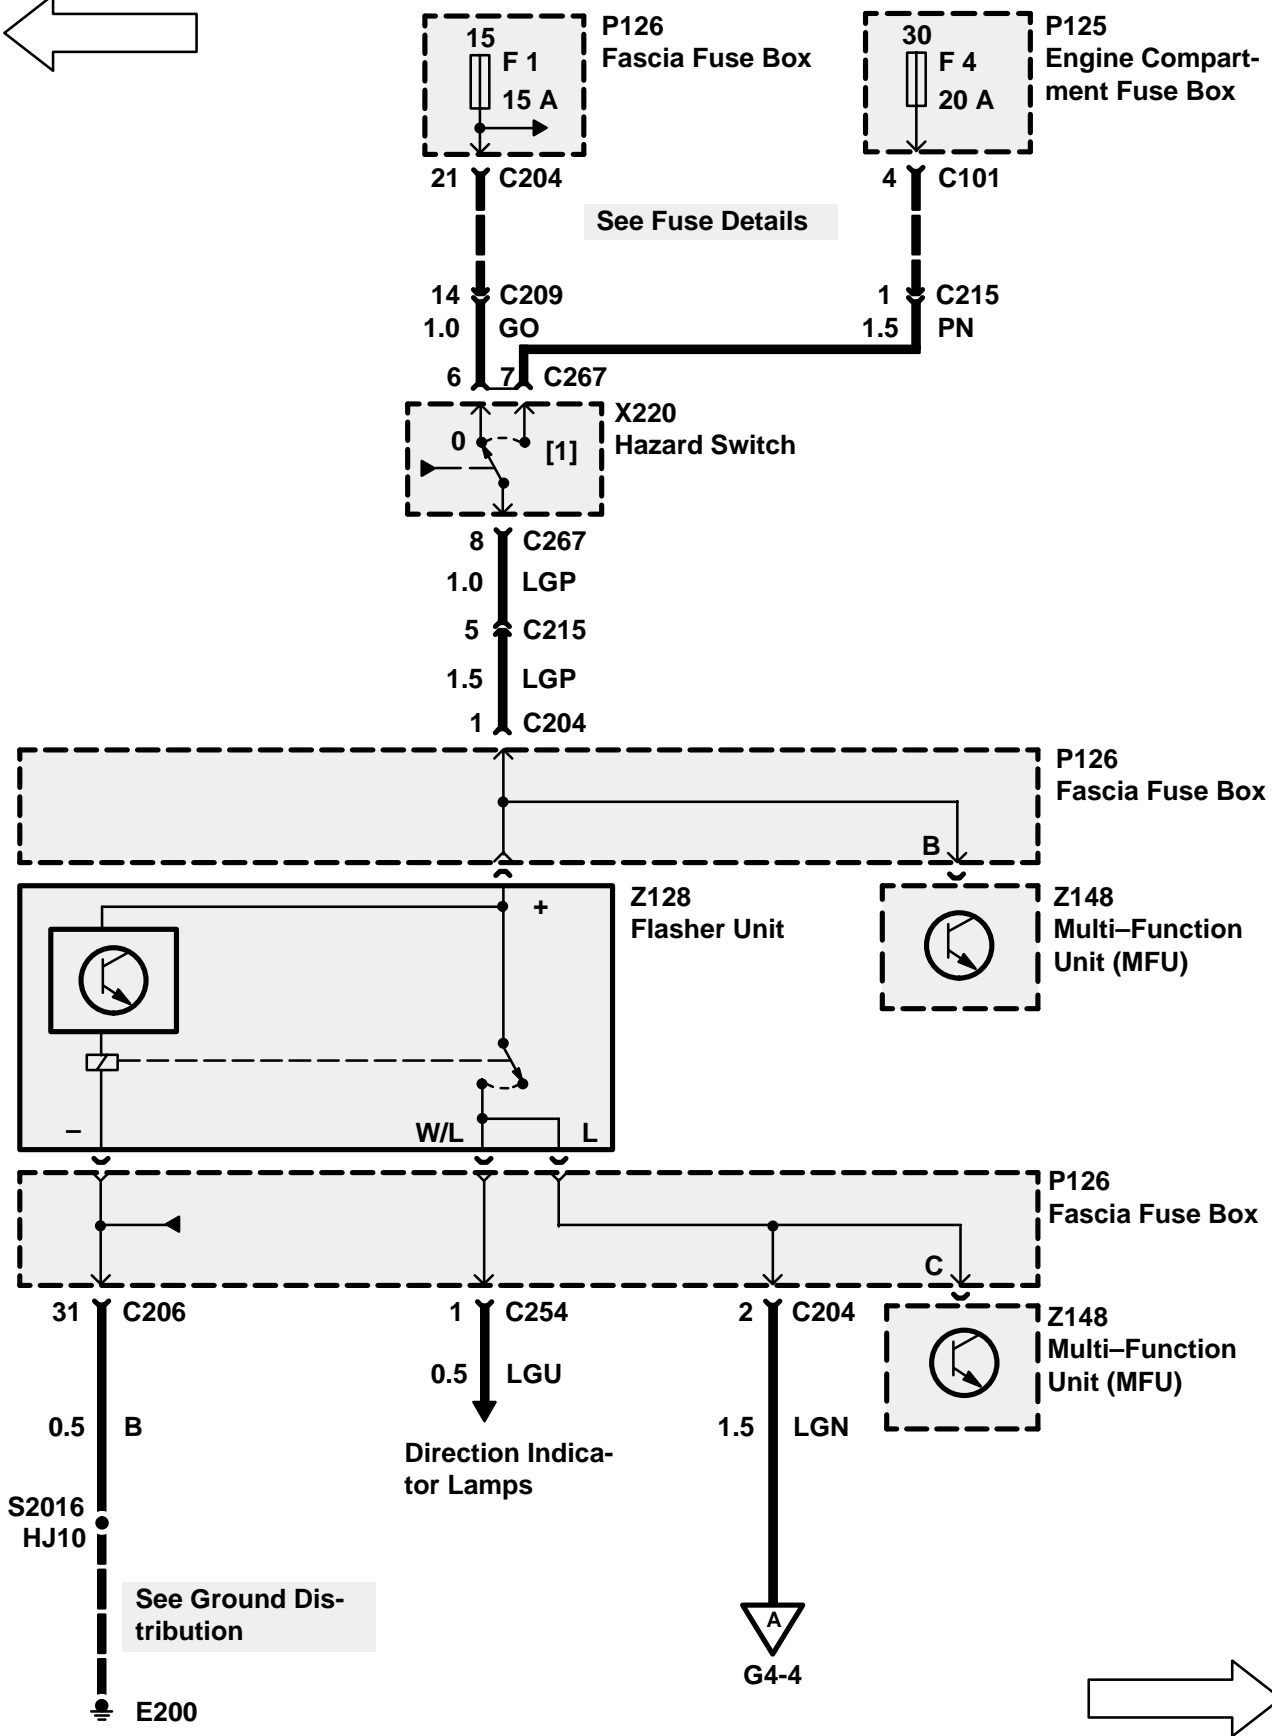 15
F 1
15 A
P126
Fascia Fuse Box
30
F 4
20 A
P125
Engine Compart-
ment Fuse Box
21 C204
4 C101
See Fuse Details
14 C209
1.0 GO
1 C215
1.5 PN
6 7 C267
0 [1]
X220
Hazard Switch
8 C267
1.0 LGP
5 C215
1.5 LGP
1 C204
P126
Fascia Fuse Box
B
+
Z128
Flasher Unit
Z148
Multi–Function
Unit (MFU)
–
W/L L
P126
Fascia Fuse Box
C
31 C206
1 C254
2 C204
Z148
Multi–Function
Unit (MFU)
0.5 LGU
0.5 B
1.5 LGN
Direction Indica-
tor Lamps
S2016
HJ10
See Ground Dis-
tribution
A
G4-4
E200